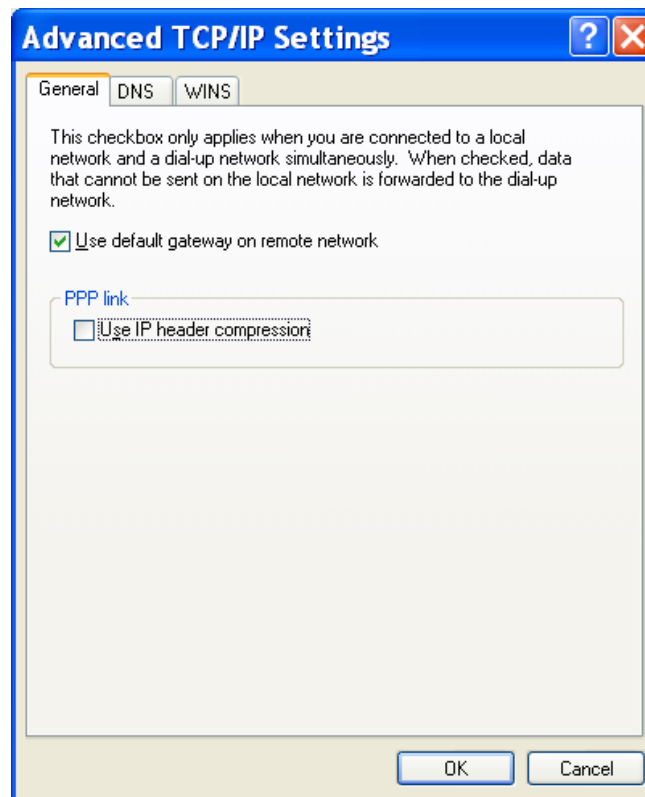 Advanced TCP/IP Settings
General DNS WINS
This checkbox only applies when you are connected to a local
network and a dial-up network simultaneously. When checked, data
that cannot be sent on the local network is forwarded to the dial-up
network.
Use default gateway on remote network
PPP link
Use IP header compression
OK Cancel